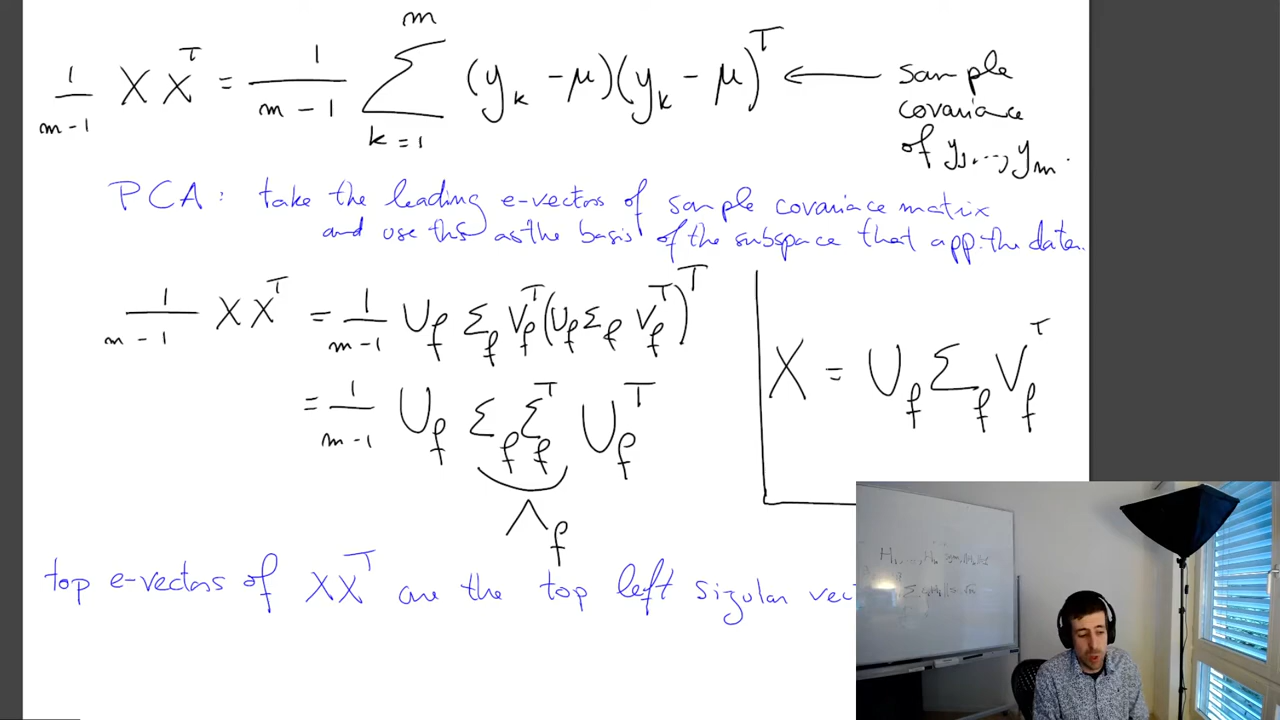 1/(m-1) X X^T = 1/(m-1) Σ_{k=1}^{m} (y_k - μ)(y_k - μ)^T ← sample
covariance
of y_1, ..., y_m.
PCA: take the leading e-vectors of sample covariance matrix
and use ths as the basis of the subspace that app. the data.
1/(m-1) X X^T = 1/(m-1) U_f Σ_f V_f^T (U_f Σ_f V_f^T)^T
= 1/(m-1) U_f Σ_f Σ_f^T U_f^T
Λ_f
X = U_f Σ_f V_f^T
top e-vectors of XX^T are the top left sigular vec